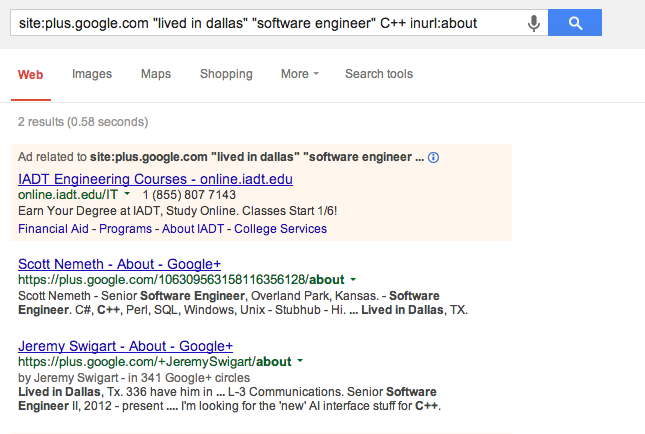 site:plus.google.com "lived in dallas" "software engineer" C++ inurl:about
Web Images Maps Shopping More Search tools
2 results (0.58 seconds)
Ad related to site:plus.google.com "lived in dallas" "software engineer ...
IADT Engineering Courses - online.iadt.edu
online.iadt.edu/IT 1 (855) 807 7143
Earn Your Degree at IADT, Study Online. Classes Start 1/6!
Financial Aid - Programs - About IADT - College Services
Scott Nemeth - About - Google+
https://plus.google.com/106309563158116356128/about
Scott Nemeth - Senior Software Engineer, Overland Park, Kansas. - Software
Engineer. C#, C++, Perl, SQL, Windows, Unix - Stubhub - Hi. ... Lived in Dallas, TX.
Jeremy Swigart - About - Google+
https://plus.google.com/+JeremySwigart/about
by Jeremy Swigart - in 341 Google+ circles
Lived in Dallas, Tx. 336 have him in ... L-3 Communications. Senior Software
Engineer II, 2012 - present .... I'm looking for the 'new' AI interface stuff for C++.